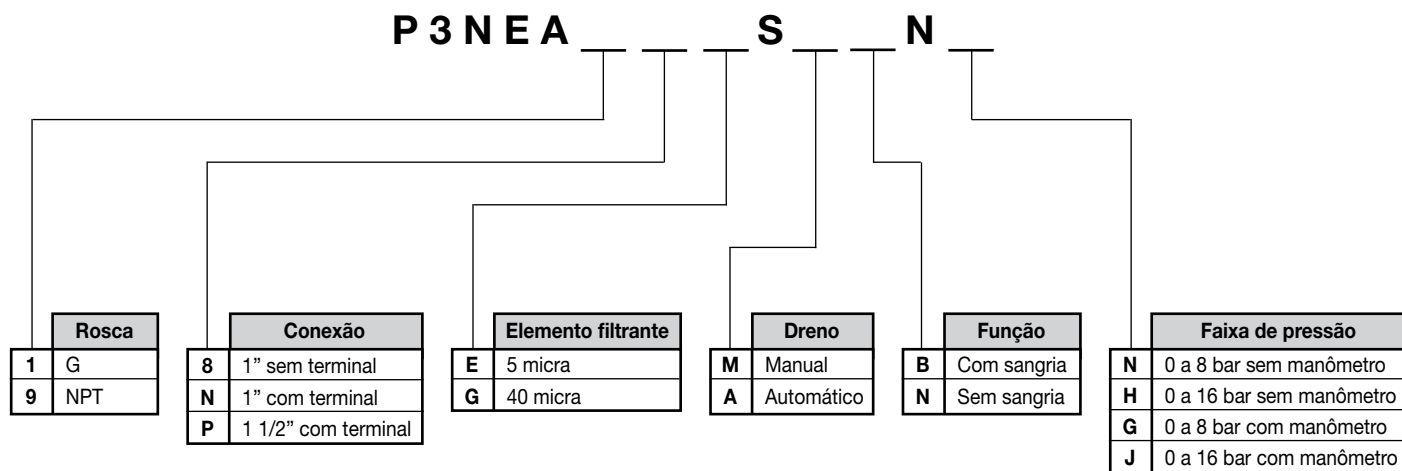 P3NEA__ __ __ S __ __ N __
Rosca
1 G
9 NPT
Conexão
8 1” sem terminal
N 1” com terminal
P 1 1/2” com terminal
Elemento filtrante
E 5 micra
G 40 micra
Dreno
M Manual
A Automático
Função
B Com sangria
N Sem sangria
Faixa de pressão
N 0 a 8 bar sem manômetro
H 0 a 16 bar sem manômetro
G 0 a 8 bar com manômetro
J 0 a 16 bar com manômetro